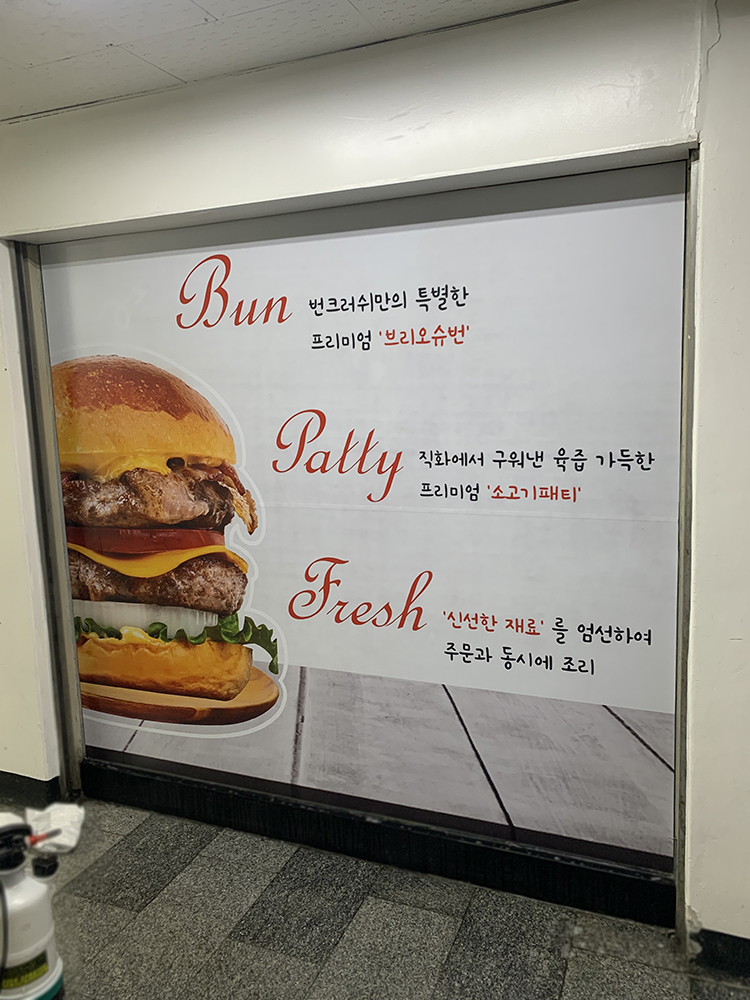 Bun 번크러쉬만의 특별한
프리미엄 '브리오슈번'
Patty 직화에서 구워낸 육즙 가득한
프리미엄 '소고기패티'
Fresh '신선한 재료'를 엄선하여
주문과 동시에 조리